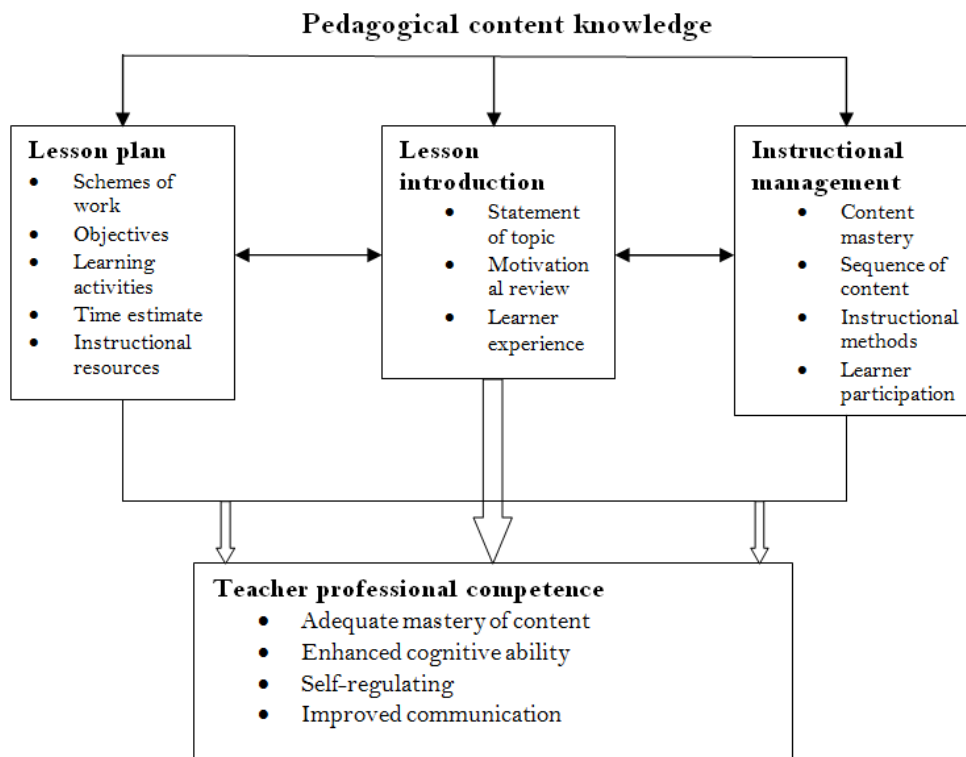 Pedagogical content knowledge
Lesson plan
• Schemes of
work
• Objectives
• Learning
activities
• Time estimate
• Instructional
resources
Lesson
introduction
• Statement
of topic
• Motivation
al review
• Learner
experience
Instructional
management
• Content
mastery
• Sequence of
content
• Instructional
methods
• Learner
participation
Teacher professional competence
• Adequate mastery of content
• Enhanced cognitive ability
• Self-regulating
• Improved communication